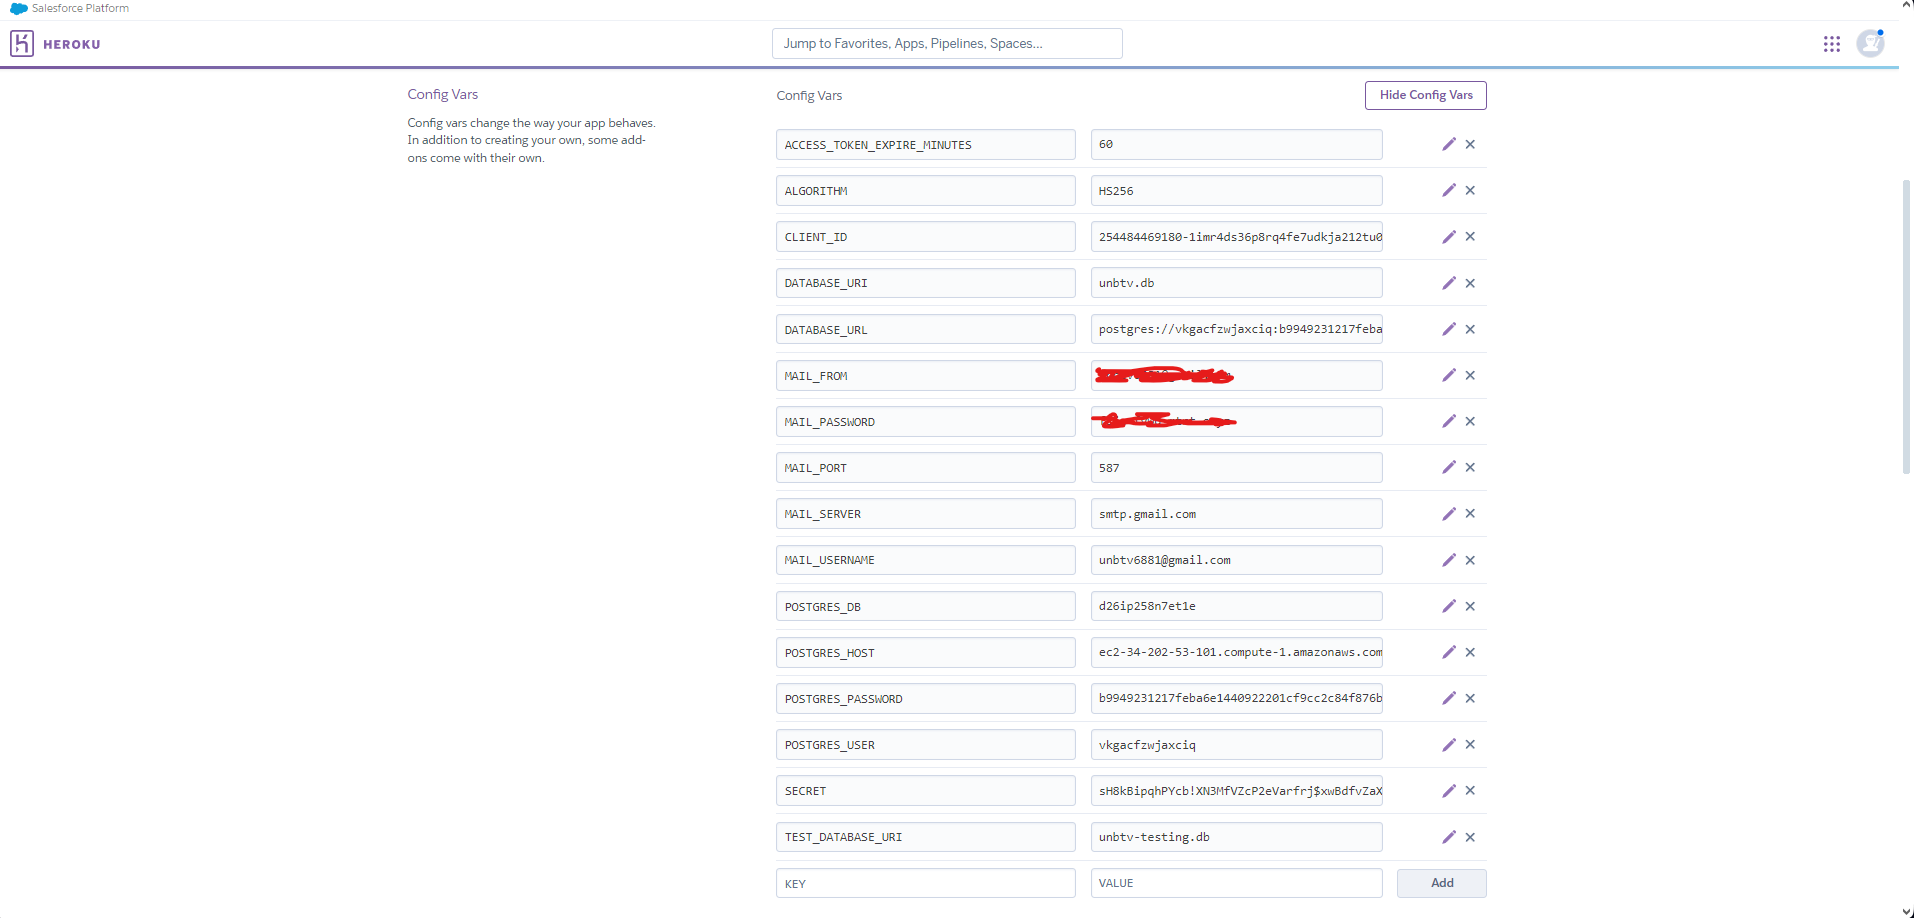 Salesforce Platform
HEROKU
Jump to Favorites, Apps, Pipelines, Spaces...
Config Vars
Config vars change the way your app behaves.
In addition to creating your own, some add-
ons come with their own.
Config Vars
Hide Config Vars
ACCESS_TOKEN_EXPIRE_MINUTES 60
ALGORITHM HS256
CLIENT_ID 254484469180-1imr4ds36p8rq4fe7udkja212tu0
DATABASE_URI unbtv.db
DATABASE_URL postgres://vkgacfzwjaxciq:b9949231217feba
MAIL_FROM
MAIL_PASSWORD
MAIL_PORT 587
MAIL_SERVER smtp.gmail.com
MAIL_USERNAME unbtv6881@gmail.com
POSTGRES_DB d26ip258n7et1e
POSTGRES_HOST ec2-34-202-53-101.compute-1.amazonaws.com
POSTGRES_PASSWORD b9949231217feba6e1440922201cf9cc2c84f876b
POSTGRES_USER vkgacfzwjaxciq
SECRET sH8kBipqhPYcb!XN3MfVZcP2eVarfrj$xwBdfvZaX
TEST_DATABASE_URI unbtv-testing.db
KEY VALUE Add